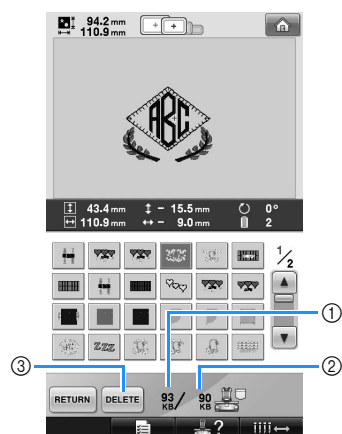 94.2 mm
110.9 mm
ABC
43.4 mm - 15.5 mm 0°
110.9 mm - 9.0 mm 2
1/2
zzz
①
③ ②
RETURN DELETE 93 KB / 90 KB
?